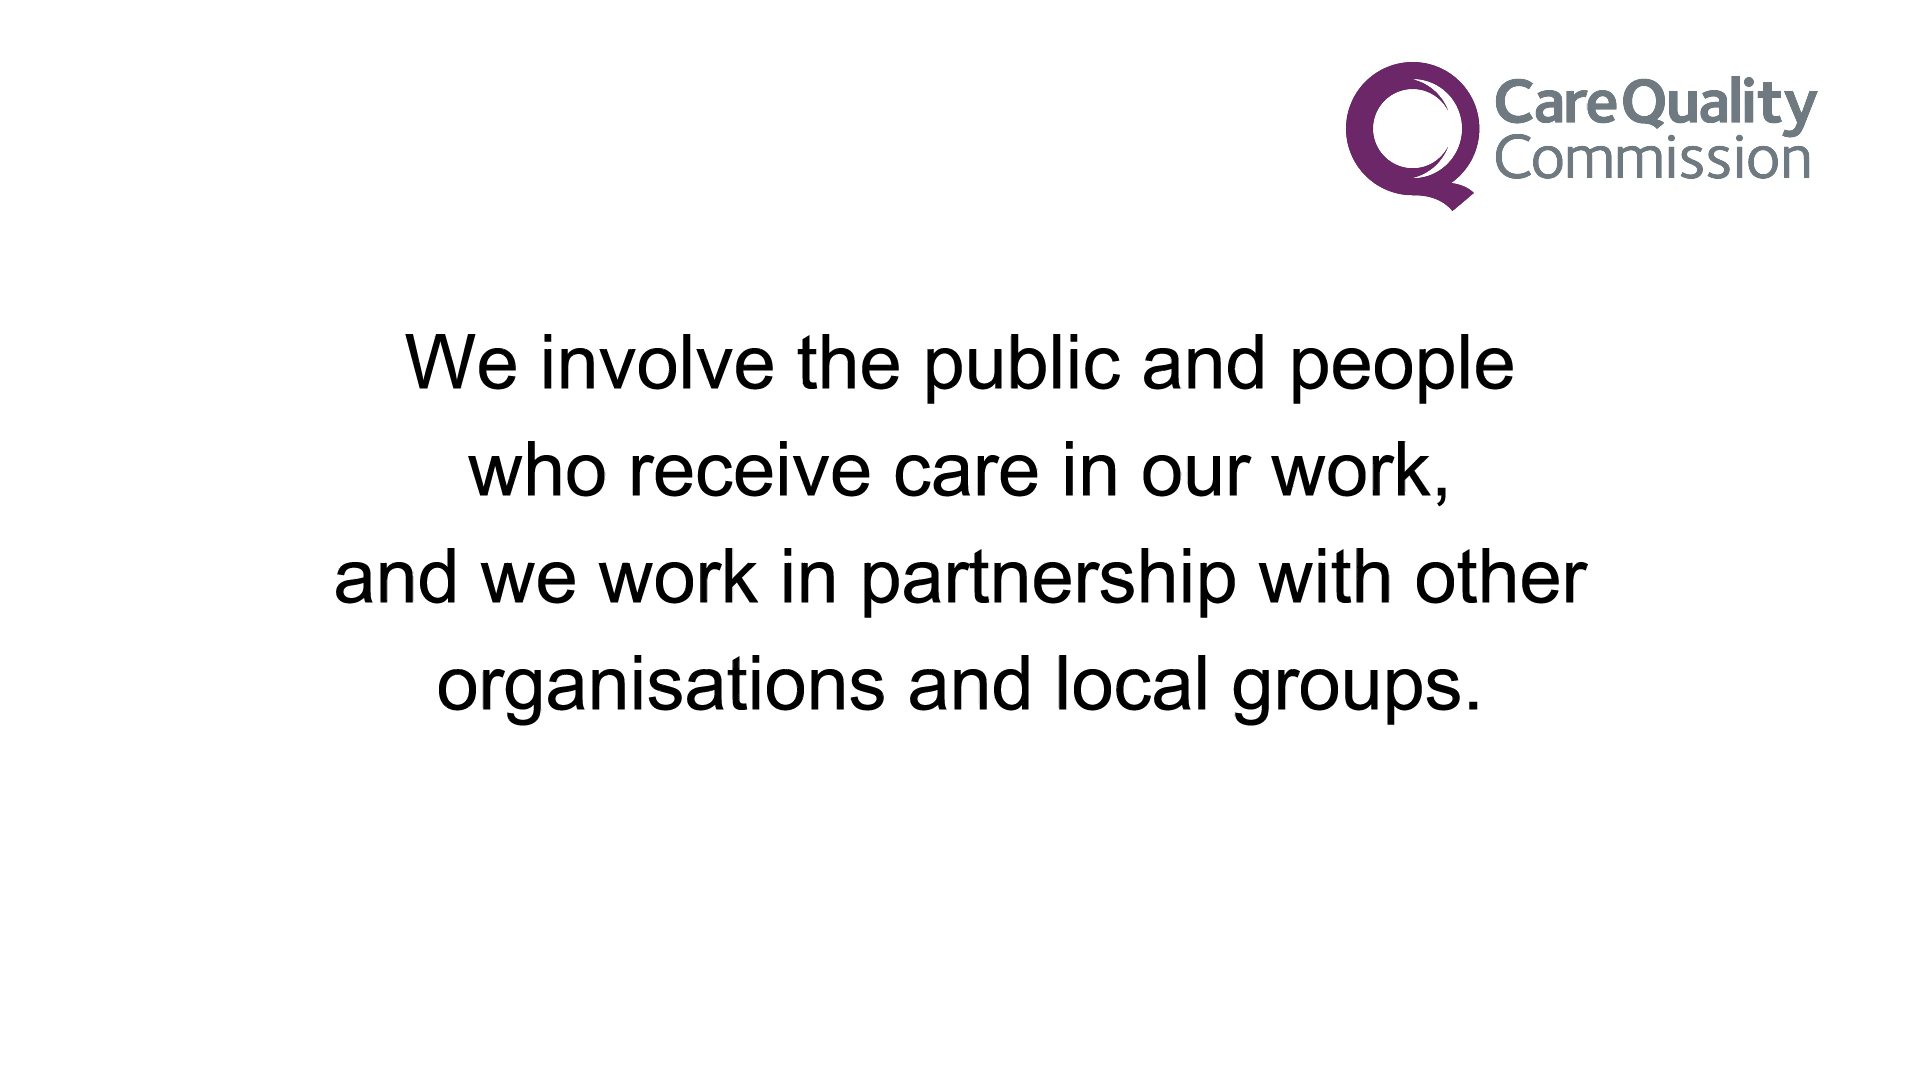 CareQuality
Commission
We involve the public and people
who receive care in our work,
and we work in partnership with other
organisations and local groups.